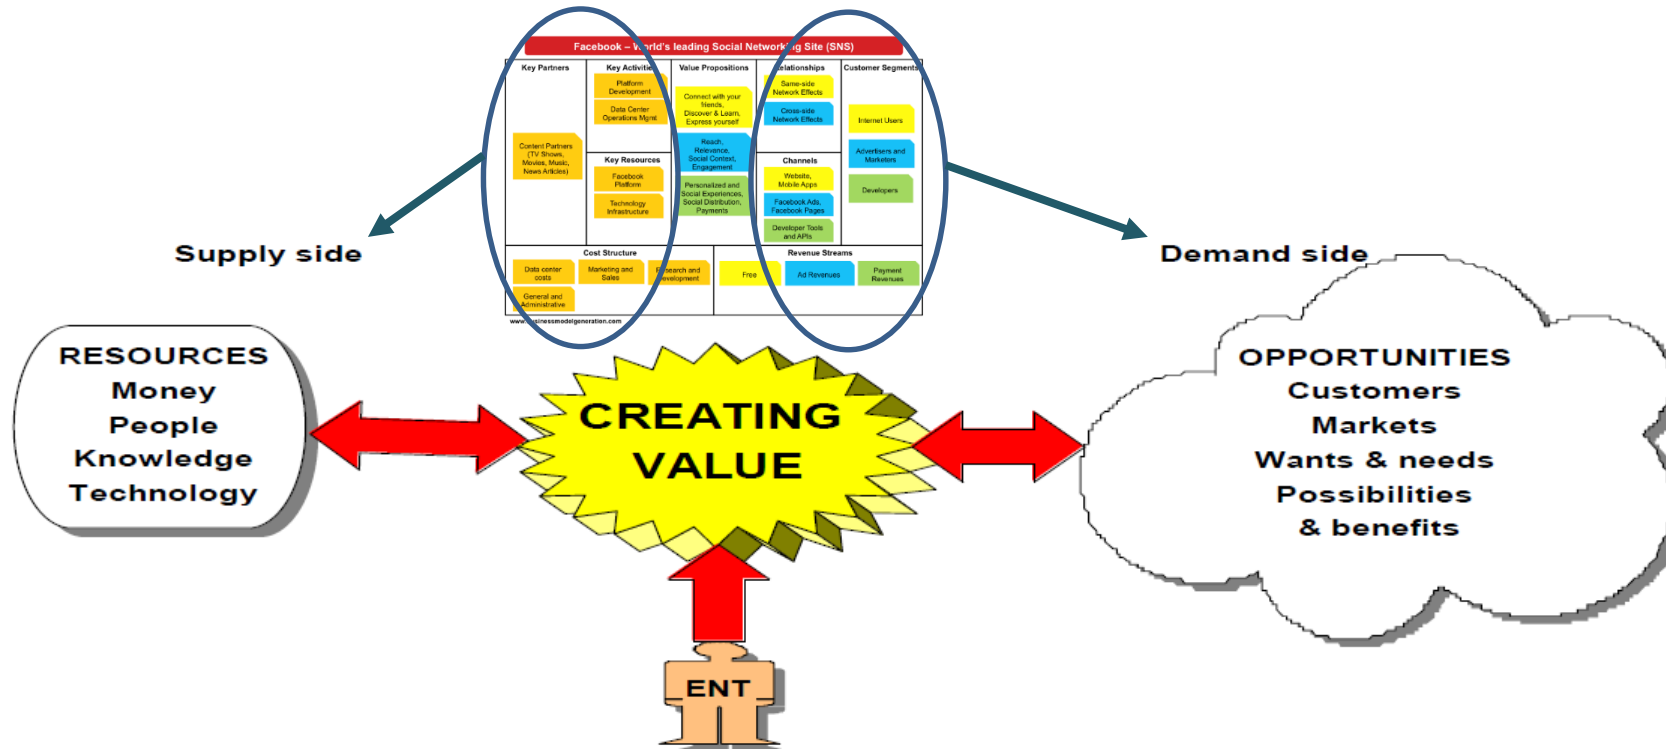 Facebook – World's leading Social Networking Site (SNS)
Key Partners
Content Partners
(TV Shows,
Movies, Music,
News Articles)
Key Activities
Platform
Development
Data Center
Operations Mgmt
Key Resources
Facebook
Platform
Technology
Infrastructure
Value Propositions
Connect with your
friends,
Discover & Learn,
Express yourself
Reach,
Relevance,
Social Context,
Engagement
Personalized and
Social Experiences,
Social Distribution,
Payments
Relationships
Same-side
Network Effects
Cross-side
Network Effects
Channels
Website,
Mobile Apps
Facebook Ads,
Facebook Pages
Developer Tools
and APIs
Customer Segments
Internet Users
Advertisers and
Marketers
Developers
Cost Structure
Data center
costs
Marketing and
Sales
Research and
Development
General and
Administrative
Revenue Streams
Free
Ad Revenues
Payment
Revenues
www.businessmodelgeneration.com
Supply side
Demand side
RESOURCES
Money
People
Knowledge
Technology
CREATING
VALUE
OPPORTUNITIES
Customers
Markets
Wants & needs
Possibilities
& benefits
ENT